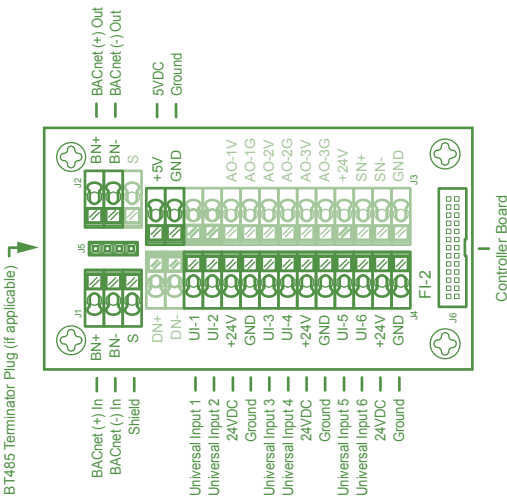 BT485 Terminator Plug (if applicable)
BACnet (+) Out
BACnet (-) Out
5VDC
Ground
J2
BN+
BN-
S
+5V
GND
AO-1V
AO-1G
AO-2V
AO-2G
AO-3V
AO-3G
+24V
SN+
SN-
GND
J3
J5
J1
BN+
BN-
S
DN+
DN-
UI-1
UI-2
+24V
GND
UI-3
UI-4
+24V
GND
UI-5
UI-6
+24V
GND
J4
FI-2
J6
Controller Board
BACnet (+) In
BACnet (-) In
Shield
Universal Input 1
Universal Input 2
24VDC
Ground
Universal Input 3
Universal Input 4
24VDC
Ground
Universal Input 5
Universal Input 6
24VDC
Ground